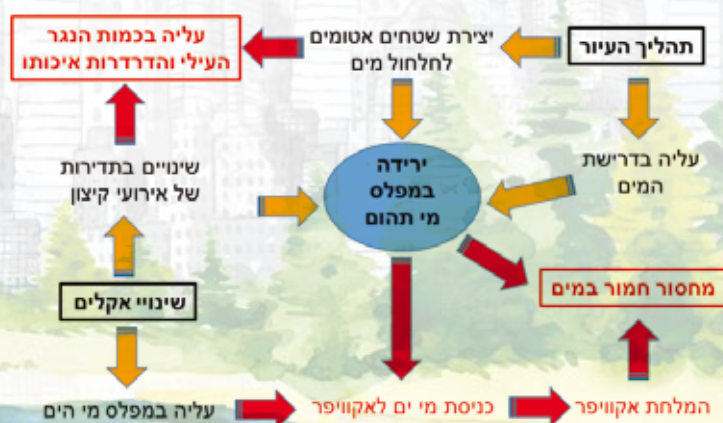 תהליך העיור
יצירת שטחים אטומים
לחלחול מים
עליה בכמות הנגר
העילי והדרדרות איכותו
עליה בדרישת
המים
ירידה
במפלס
מי תהום
שינויים בתדירות
של אירועי קיצון
שינויי אקלים
מחסור חמור במים
עליה במפלס מי הים
כניסת מי ים לאקוויפר
המלחת אקוויפר